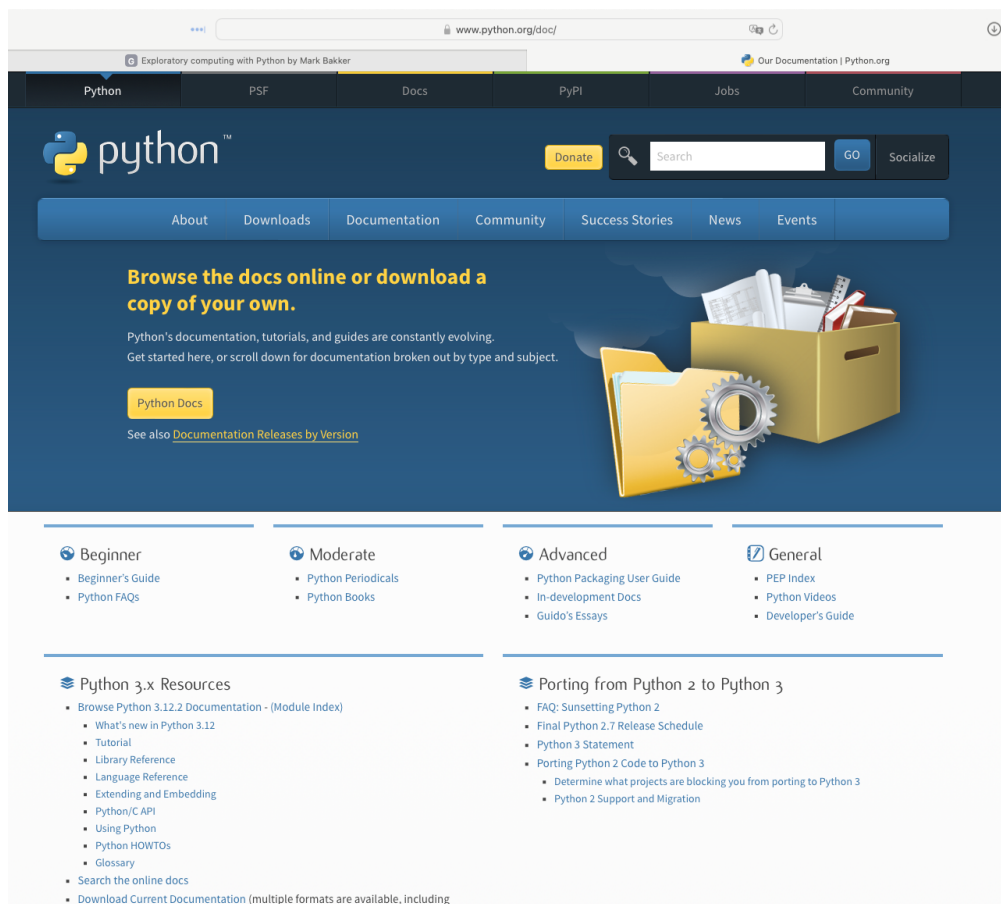 www.python.org/doc/
Exploratory computing with Python by Mark Bakker
Our Documentation | Python.org
Python
PSF
Docs
PyPI
Jobs
Community
python™
Donate
Search
GO
Socialize
About
Downloads
Documentation
Community
Success Stories
News
Events
Browse the docs online or download a
copy of your own.
Python's documentation, tutorials, and guides are constantly evolving.
Get started here, or scroll down for documentation broken out by type and subject.
Python Docs
See also Documentation Releases by Version
Beginner
Beginner's Guide
Python FAQs
Moderate
Python Periodicals
Python Books
Advanced
Python Packaging User Guide
In-development Docs
Guido's Essays
General
PEP Index
Python Videos
Developer's Guide
Python 3.x Resources
Browse Python 3.12.2 Documentation - (Module Index)
What's new in Python 3.12
Tutorial
Library Reference
Language Reference
Extending and Embedding
Python/C API
Using Python
Python HOWTOs
Glossary
Search the online docs
Download Current Documentation (multiple formats are available, including
Porting from Python 2 to Python 3
FAQ: Sunsetting Python 2
Final Python 2.7 Release Schedule
Python 3 Statement
Porting Python 2 Code to Python 3
Determine what projects are blocking you from porting to Python 3
Python 2 Support and Migration